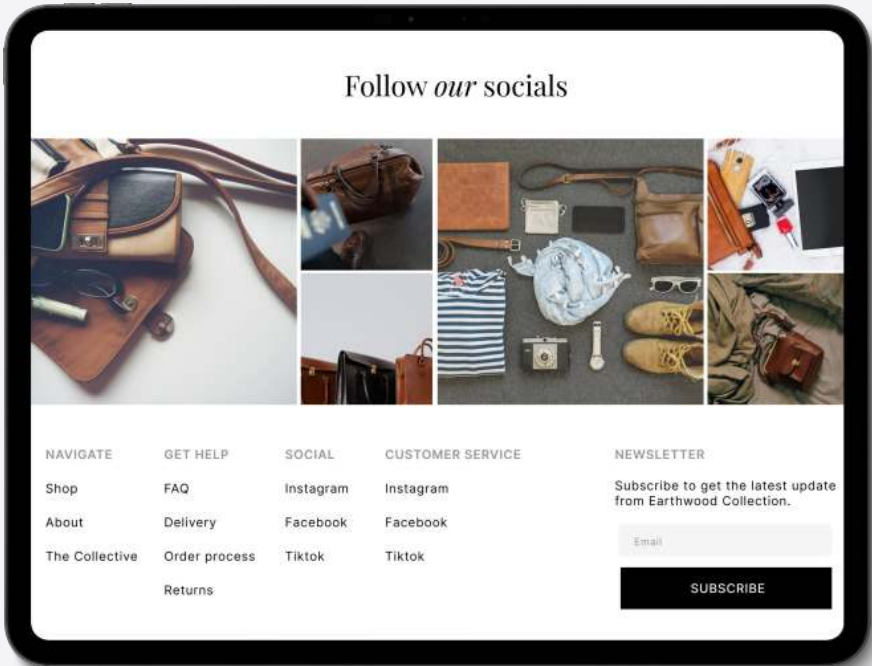 Follow our socials
NAVIGATE
Shop
About
The Collective
GET HELP
FAQ
Delivery
Order process
Returns
SOCIAL
Instagram
Facebook
Tiktok
CUSTOMER SERVICE
Instagram
Facebook
Tiktok
NEWSLETTER
Subscribe to get the latest update
from Earthwood Collection.
Email
SUBSCRIBE